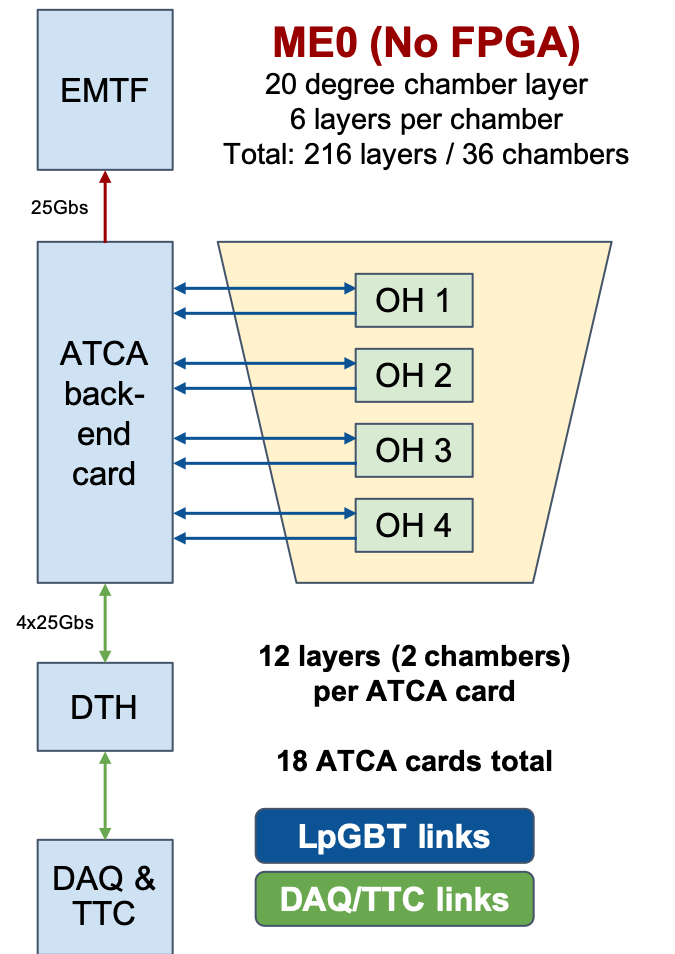 EMTF
ME0 (No FPGA)
20 degree chamber layer
6 layers per chamber
Total: 216 layers / 36 chambers
25Gbs
ATCA
back-
end
card
OH 1
OH 2
OH 3
OH 4
4x25Gbs
12 layers (2 chambers)
per ATCA card
DTH
18 ATCA cards total
LpGBT links
DAQ &
TTC
DAQ/TTC links